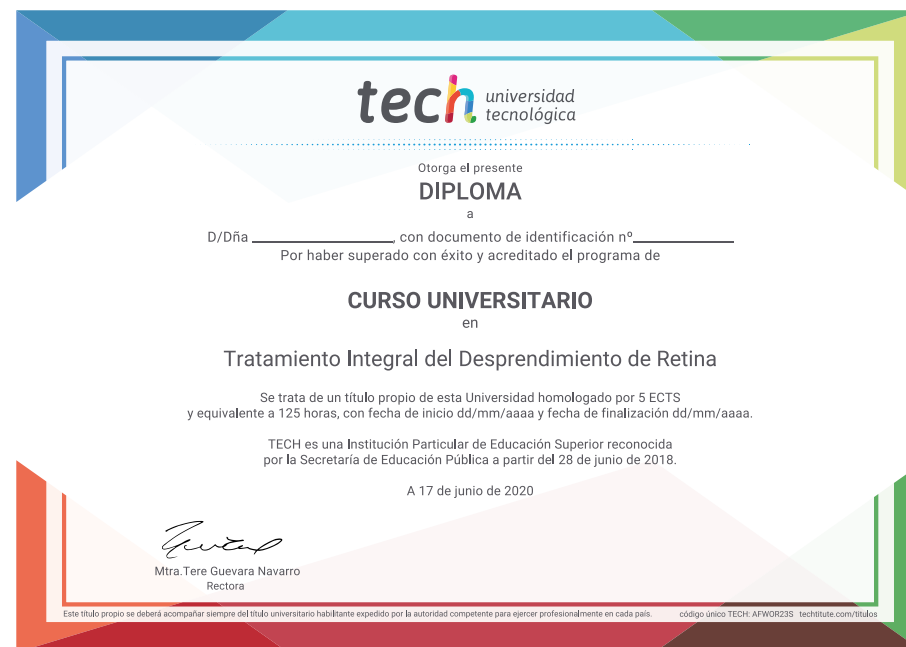 tech universidad
tecnológica
Otorga el presente
DIPLOMA
a
D/Dña ____________________, con documento de identificación nº______________
Por haber superado con éxito y acreditado el programa de
CURSO UNIVERSITARIO
en
Tratamiento Integral del Desprendimiento de Retina
Se trata de un título propio de esta Universidad homologado por 5 ECTS
y equivalente a 125 horas, con fecha de inicio dd/mm/aaaa y fecha de finalización dd/mm/aaaa.
TECH es una Institución Particular de Educación Superior reconocida
por la Secretaría de Educación Pública a partir del 28 de junio de 2018.
A 17 de junio de 2020
Mtra.Tere Guevara Navarro
Rectora
Este título propio se deberá acompañar siempre del título universitario habilitante expedido por la autoridad competente para ejercer profesionalmente en cada país. código único TECH: AFWOR23S techtitute.com/titulos